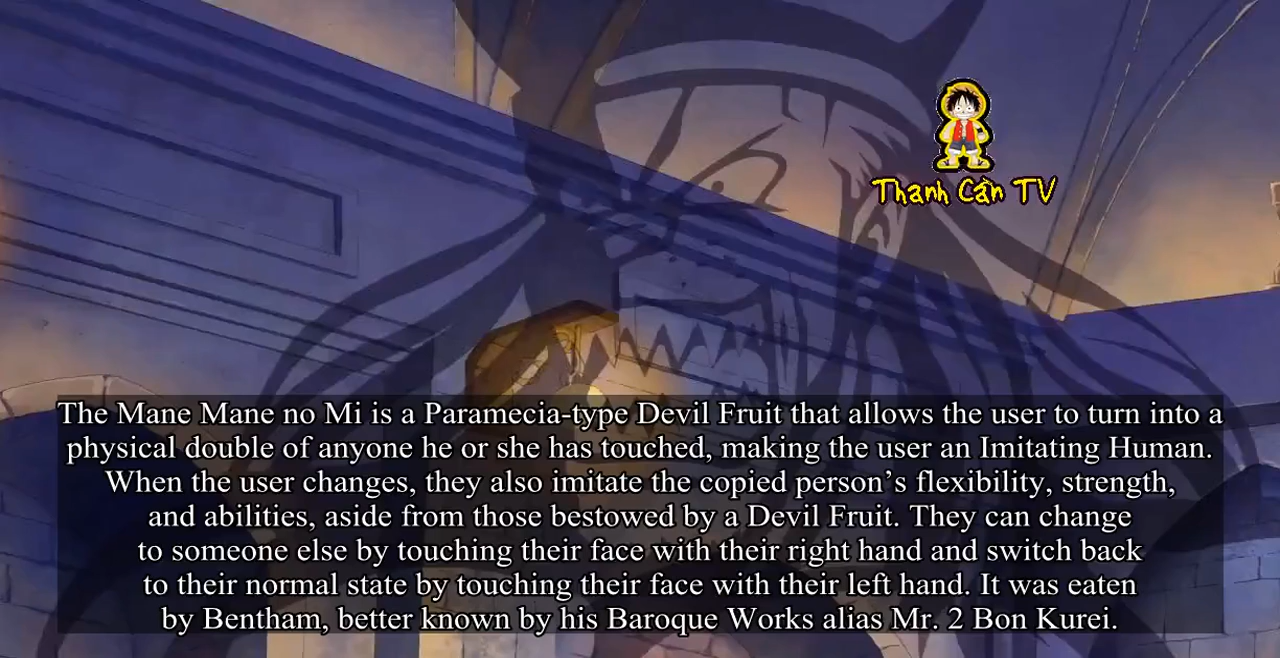 Thanh Cản TV
The Mane Mane no Mi is a Paramecia-type Devil Fruit that allows the user to turn into a
physical double of anyone he or she has touched, making the user an Imitating Human.
When the user changes, they also imitate the copied person’s flexibility, strength,
and abilities, aside from those bestowed by a Devil Fruit. They can change
to someone else by touching their face with their right hand and switch back
to their normal state by touching their face with their left hand. It was eaten
by Bentham, better known by his Baroque Works alias Mr. 2 Bon Kurei.